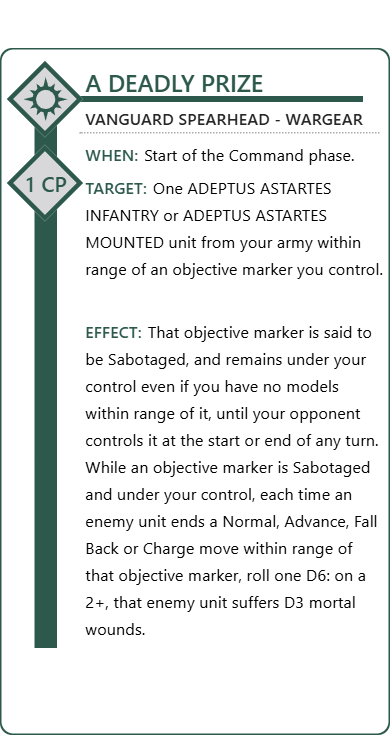 A DEADLY PRIZE
VANGUARD SPEARHEAD - WARGEAR
WHEN: Start of the Command phase.
1 CP
TARGET: One ADEPTUS ASTARTES
INFANTRY or ADEPTUS ASTARTES
MOUNTED unit from your army within
range of an objective marker you control.
EFFECT: That objective marker is said to
be Sabotaged, and remains under your
control even if you have no models
within range of it, until your opponent
controls it at the start or end of any turn.
While an objective marker is Sabotaged
and under your control, each time an
enemy unit ends a Normal, Advance, Fall
Back or Charge move within range of
that objective marker, roll one D6: on a
2+, that enemy unit suffers D3 mortal
wounds.